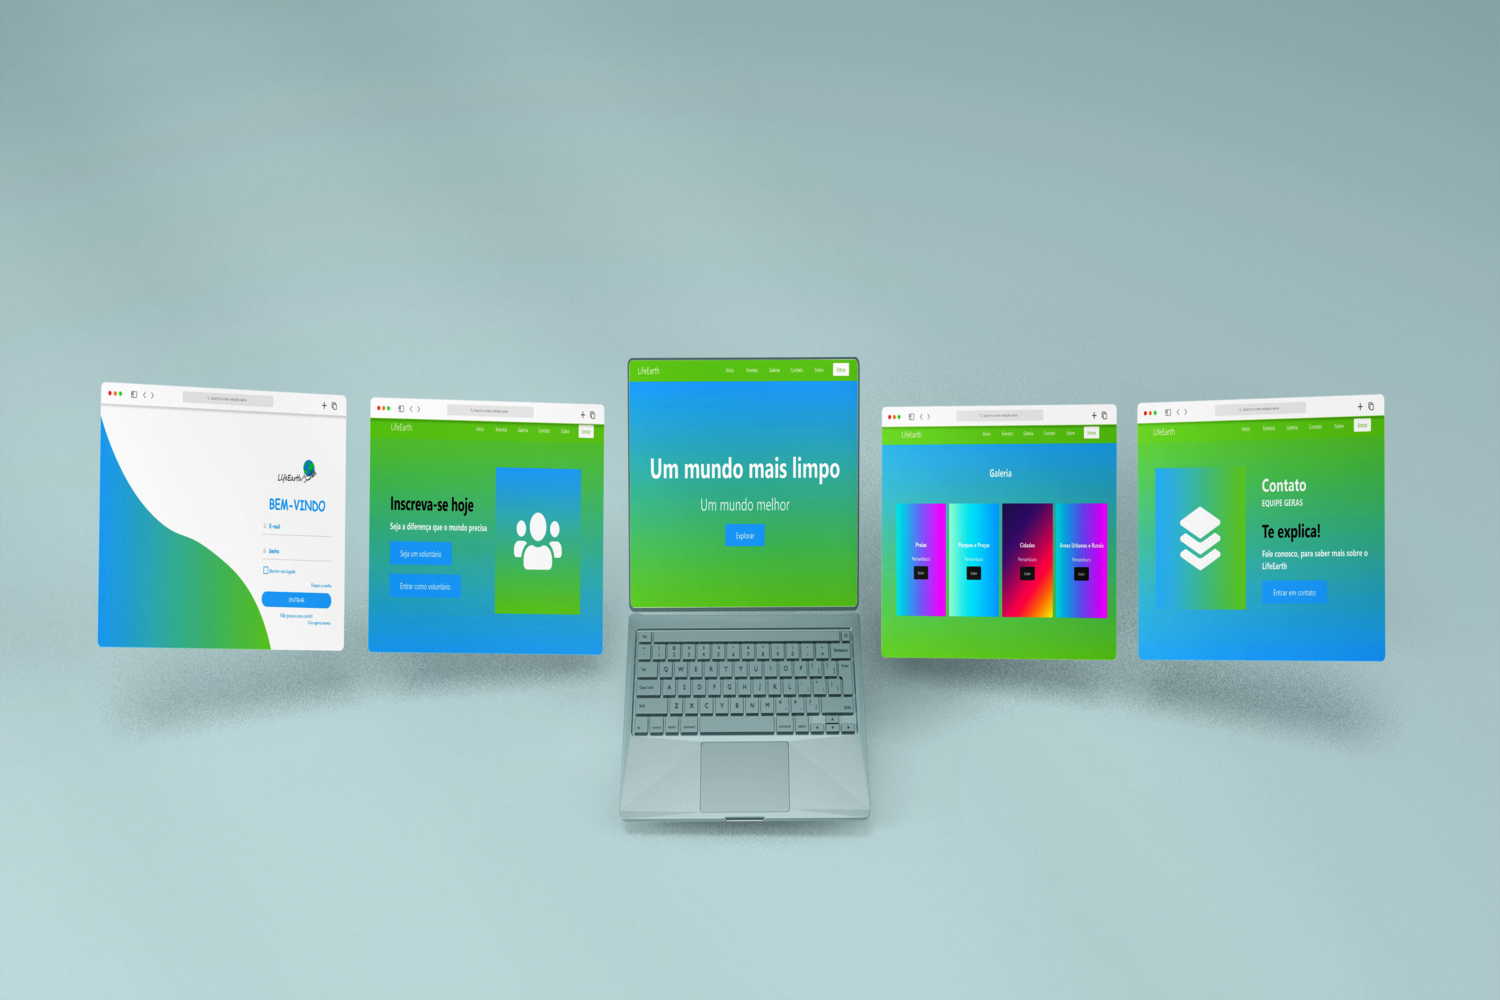 LifeEarth
BEM-VINDO
E-mail
Senha
Manter-me logado
Esqueci a senha
ENTRAR
Não possui uma conta?
LifeEarth
Início Eventos Galeria Contato Sobre Entrar
Inscreva-se hoje
Seja a diferença que o mundo precisa
Seja um voluntário
Entrar como voluntário
LifeEarth
Início Eventos Galeria Contato Sobre Entrar
Um mundo mais limpo
Um mundo melhor
Explorar
Q W E R T Y U I O P
A S D F G H J K L
Z X C V B N M
LifeEarth
Início Eventos Galeria Contato Sobre Entrar
Galeria
Praias
Pernambuco
Parques e Praças
Pernambuco
Cidades
Pernambuco
Areas Urbanas e Rurais
Pernambuco
LifeEarth
Início Eventos Galeria Contato Sobre Entrar
Contato
EQUIPE GERAS
Te explica!
Fale conosco, para saber mais sobre o
LifeEarth
Entrar em contato